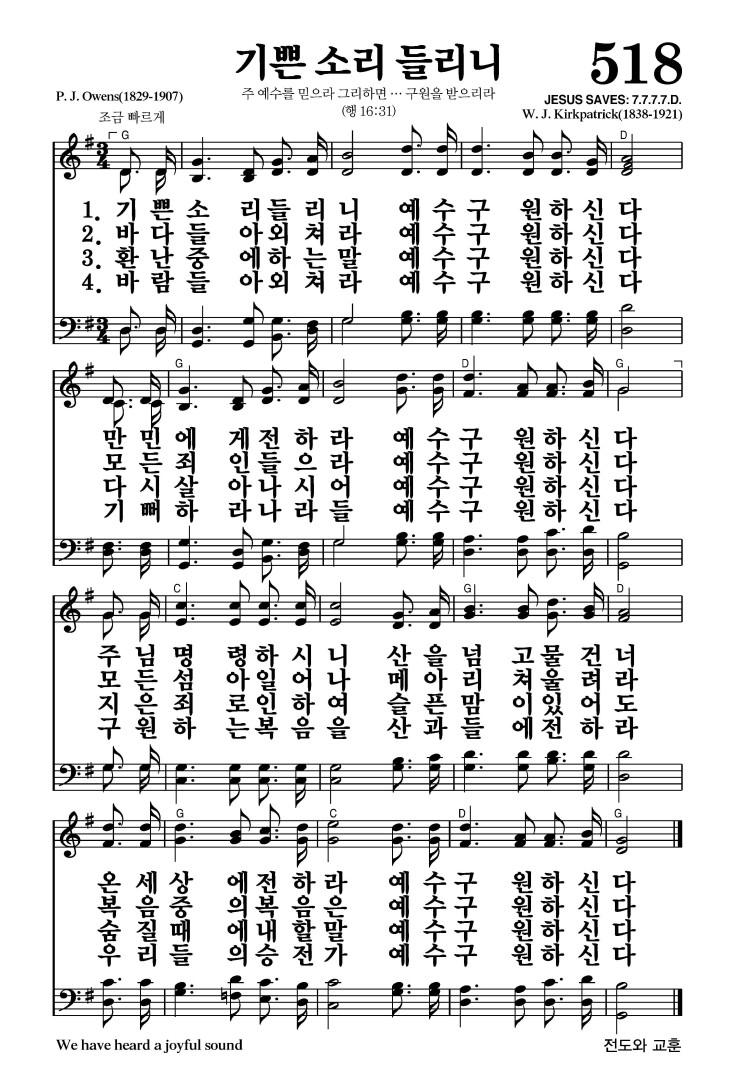 기쁜 소리 들리니
518
P. J. Owens(1829-1907)
주 예수를 믿으라 그리하면 … 구원을 받으리라
(행 16:31)
JESUS SAVES: 7.7.7.7.D.
W. J. Kirkpatrick(1838-1921)
조금 빠르게
G D
1. 기 쁜 소 리 들 리 니 예 수 구 원 하 신 다
2. 바 다 들 아 외 쳐 라 예 수 구 원 하 신 다
3. 환 난 중 에 하 는 말 예 수 구 원 하 신 다
4. 바 람 들 아 외 쳐 라 예 수 구 원 하 신 다
G D G
만 민 에 게 전 하 라 예 수 구 원 하 신 다
모 든 죄 인 들 으 라 예 수 구 원 하 신 다
다 시 살 아 나 시 어 예 수 구 원 하 신 다
기 뻐 하 라 나 라 들 예 수 구 원 하 신 다
C G D
주 님 명 령 하 시 니 산 을 넘 고 물 건 너
모 든 섬 아 일 어 나 메 아 리 쳐 울 려 라
지 은 죄 로 인 하 여 슬 픈 맘 이 있 어 도
구 원 하 는 복 음 을 산 과 들 에 전 하 라
G C D G
온 세 상 에 전 하 라 예 수 구 원 하 신 다
복 음 중 의 복 음 은 예 수 구 원 하 신 다
숨 질 때 에 내 할 말 예 수 구 원 하 신 다
우 리 들 의 승 전 가 예 수 구 원 하 신 다
We have heard a joyful sound
전도와 교훈